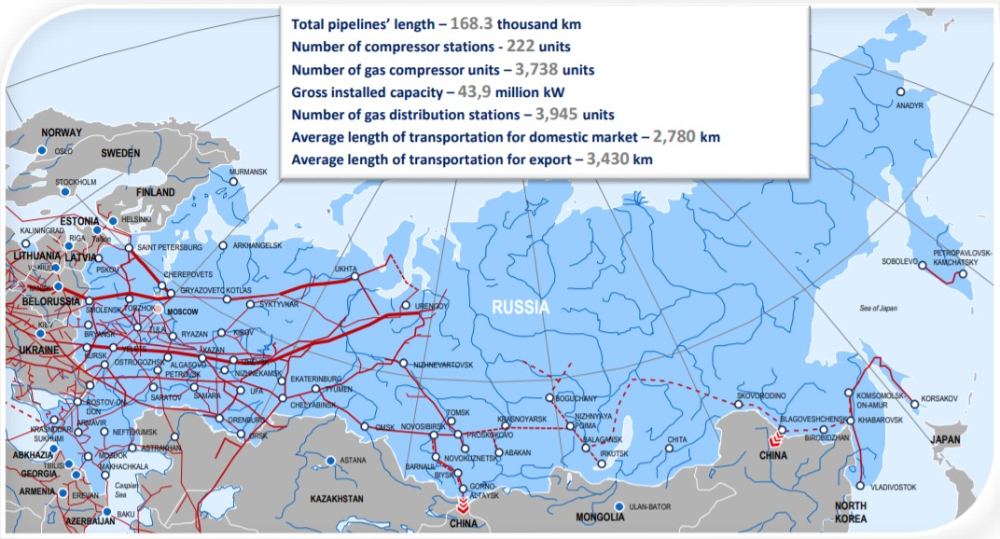 Total pipelines' length – 168.3 thousand km
Number of compressor stations - 222 units
Number of gas compressor units – 3,738 units
Gross installed capacity – 43,9 million kW
Number of gas distribution stations – 3,945 units
Average length of transportation for domestic market – 2,780 km
Average length of transportation for export – 3,430 km
ANADYR
NORWAY
OSLO
SWEDEN
MURMANSK
STOCKHOLM
FINLAND
ESTONIA
HELSINKI
KALININGRAD
RIGA
Tallin
SAINT PETERSBURG
ARKHANGELSK
LITHUANIA
LATVIA
VILNIUS
PSKOV
UKHTA
SOBOLEVO
PETROPAVLOVSK-
KAMCHATSKY
CHEREPOVETS
MINSK
GRYAZOVETC
KOTLAS
BELORUSSIA
SMOLENSK
TORZHOK
MOSCOW
SYKTYVKAR
URENGOY
RUSSIA
Sea of Japan
KIEV
BRYANSK
TULA
RYAZAN
KIROV
UKRAINE
KURSK
YELETS
KAZAN
IZHEVSK
OSTROGOZHSK
ALGASOVO
NIZHNEKAMSK
NIZHNEVARTOVSK
PETROVSK
EKATERINBURG
TYUMEN
SARATOV
SAMARA
UFA
CHELYABINSK
BOGUCHANY
SKOVORODINO
KOMSOMOLSK-
ON-AMUR
KORSAKOV
ROSTOV-ON-
DON
ORENBURG
ORSK
OMSK
TOMSK
NOVOSIBIRSK
KRASNOYARSK
NIZHNYAYA
POIMA
BLAGOVESHCHENSK
KHABAROVSK
ARMAVIR
KRASNODAR
SUKHUMI
NEFTEKUMSK
ASTRAKHAN
PROSKOKOVO
BALAGANSK
CHITA
BIROBIDZHAN
JAPAN
ABKHAZIA
MOZDOK
MAKHACHKALA
ASTANA
NOVOKUZNETSK
ABAKAN
IRKUTSK
CHINA
TBILISI
GEORGIA
BARNAUL
BIYSK
Caspian
Sea
ARMENIA
EREVAN
GORNO-
ALTAYSK
VLADIVOSTOK
KAZAKHSTAN
AZERBAIJAN
BAKU
CHINA
MONGOLIA
ULAN-BATOR
NORTH
KOREA